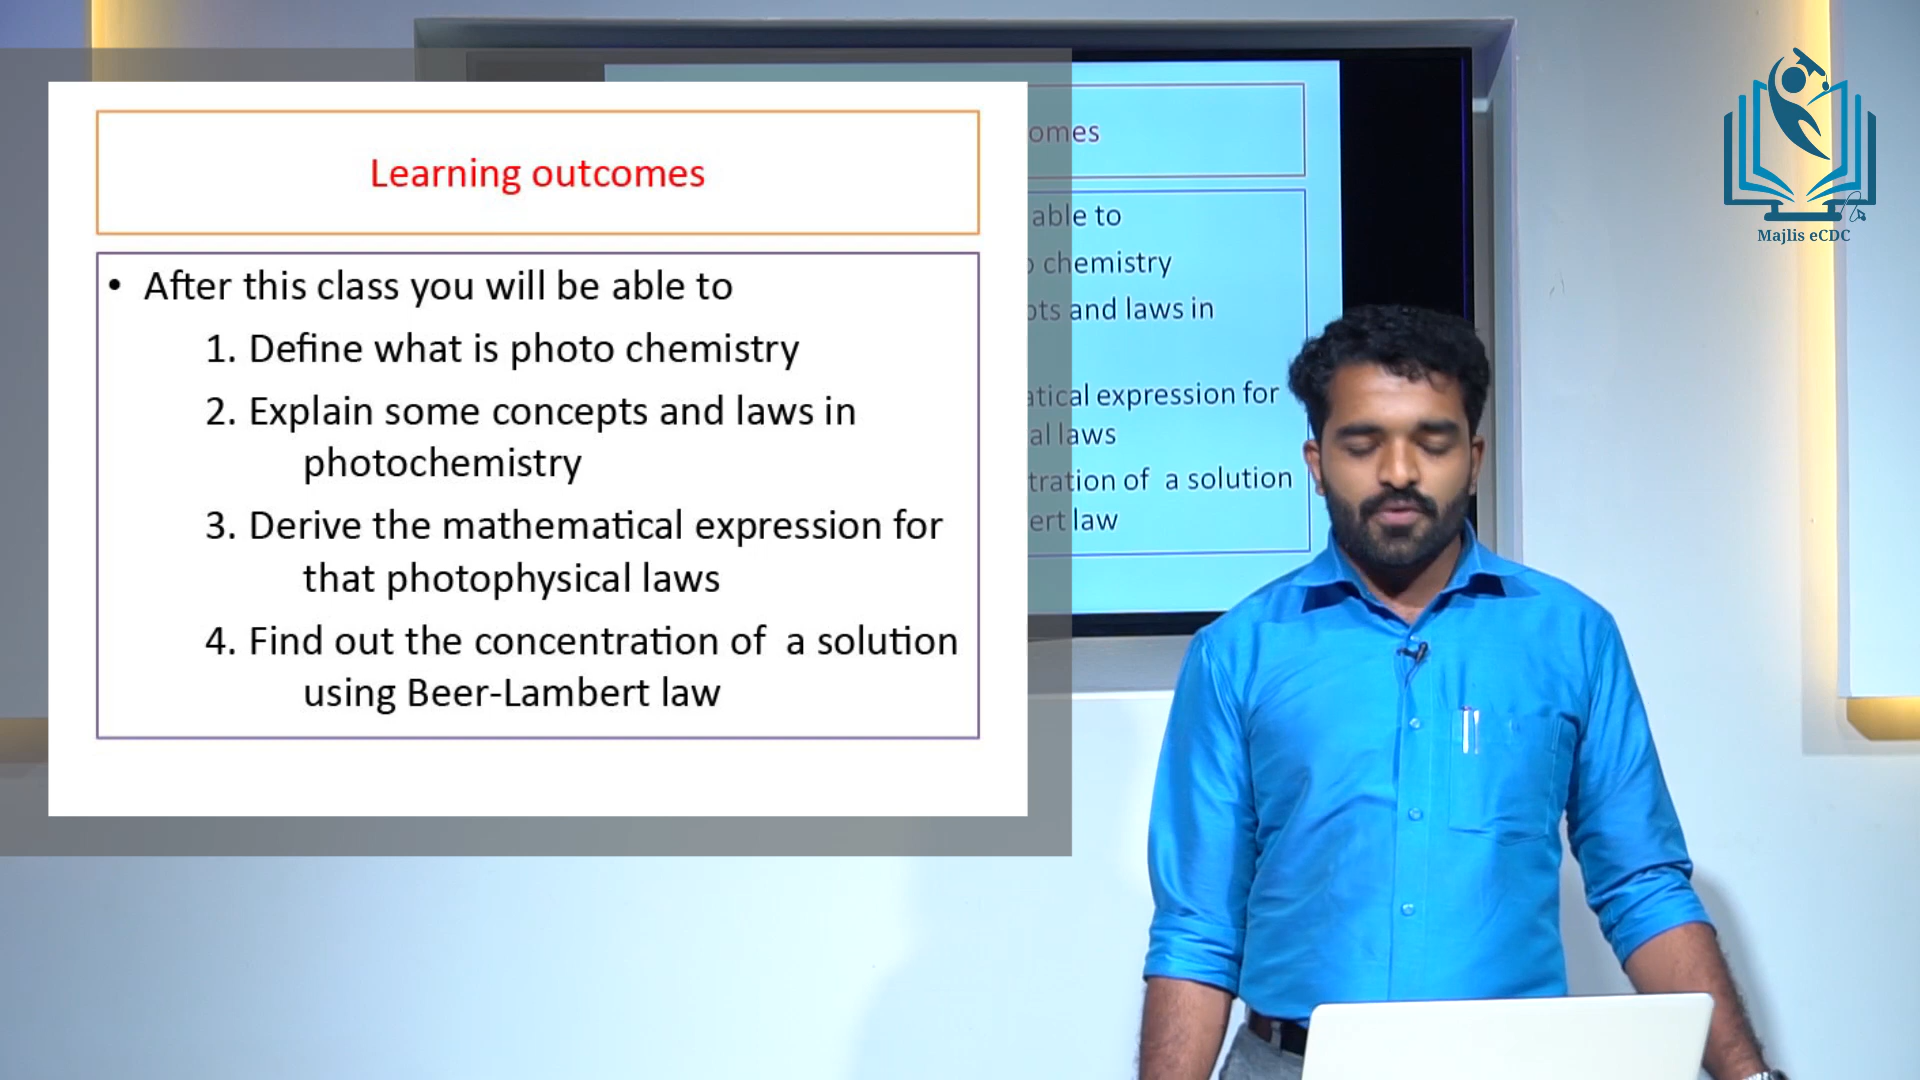 Learning outcomes
• After this class you will be able to
1. Define what is photo chemistry
2. Explain some concepts and laws in
photochemistry
3. Derive the mathematical expression for
that photophysical laws
4. Find out the concentration of a solution
using Beer-Lambert law
omes
able to
chemistry
and laws in
atical expression for
al laws
tration of a solution
ert law
Majlis eCDC